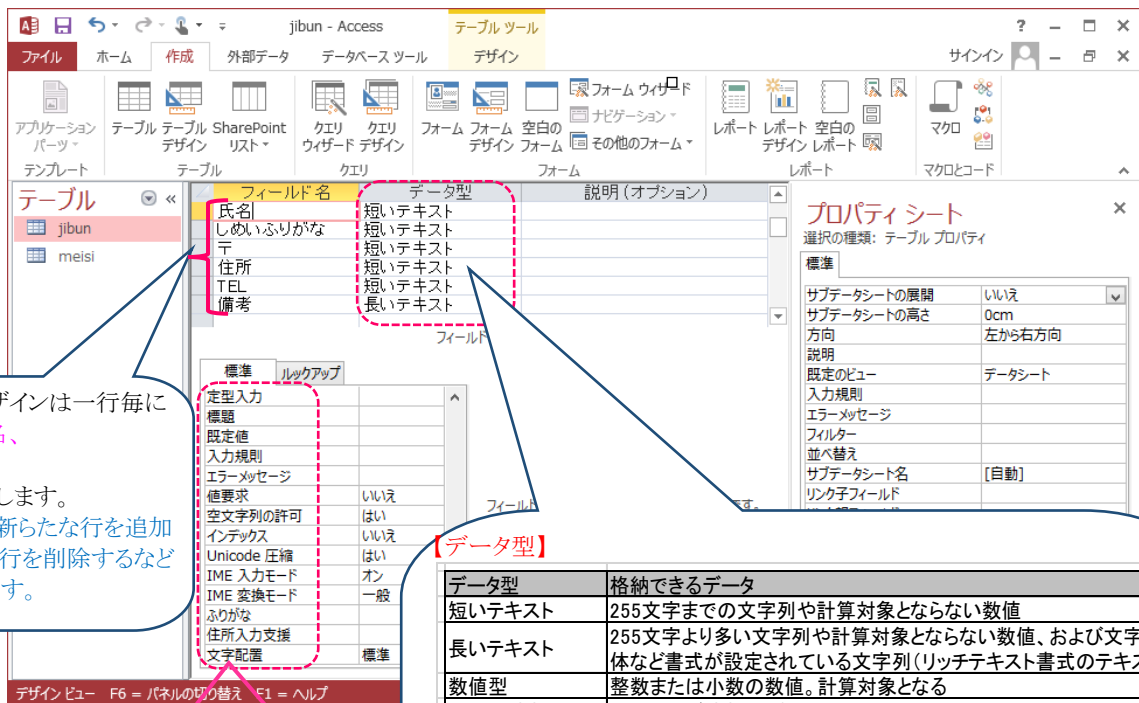 jibun - Access
テーブル ツール
ファイル ホーム 作成 外部データ データベース ツール デザイン
サインイン
アプリケーション パーツ
テンプレート
テーブル
テーブル デザイン
SharePoint リスト
テーブル
クエリ ウィザード
クエリ デザイン
クエリ
フォーム
フォーム デザイン
空白の フォーム
フォーム ウィザード
ナビゲーション
その他のフォーム
フォーム
レポート
レポート デザイン
空白の レポート
レポート
マクロ
マクロとコード
テーブル
jibun
meisi
フィールド名 データ型 説明(オプション)
氏名 短いテキスト
しめいふりがな 短いテキスト
〒 短いテキスト
住所 短いテキスト
TEL 短いテキスト
備考 長いテキスト
フィールド
標準 ルックアップ
定型入力
標題
既定値
入力規則
エラーメッセージ
値要求 いいえ
空文字列の許可 はい
インデックス いいえ
Unicode 圧縮 はい
IME 入力モード オン
IME 変換モード 一般
ふりがな
住所入力支援
文字配置 標準
プロパティ シート
選択の種類: テーブル プロパティ
標準
サブデータシートの展開 いいえ
サブデータシートの高さ 0cm
方向 左から右方向
説明
既定のビュー データシート
入力規則
エラーメッセージ
フィルター
並べ替え
サブデータシート名 [自動]
リンク子フィールド
ザインは一行毎に
名、
します。
新らたな行を追加
行を削除するなど
す。
【データ型】
データ型 格納できるデータ
短いテキスト 255文字までの文字列や計算対象とならない数値
長いテキスト 255文字より多い文字列や計算対象とならない数値、および文字
体など書式が設定されている文字列(リッチテキスト書式のテキス
数値型 整数または小数の数値。計算対象となる
デザイン ビュー F6 = パネルの切り替え F1 = ヘルプ